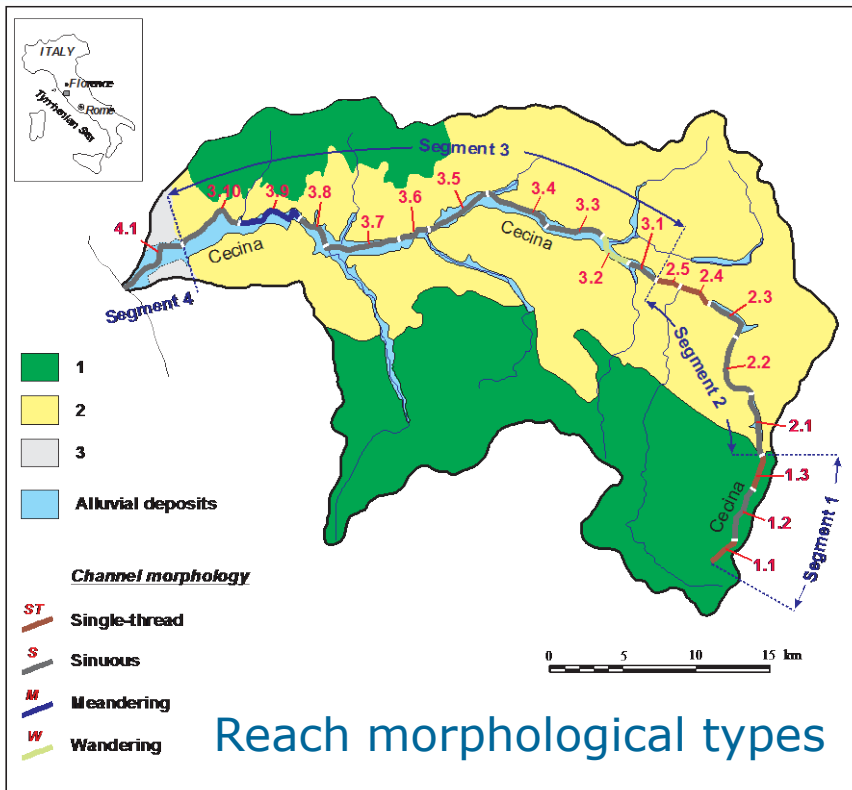 ITALY
Florence
Rome
Tyrrhenian Sea
Segment 3
3.10
3.9
3.8
3.7
3.6
3.5
3.4
3.3
3.1
3.2
4.1
Cecina
Cecina
2.5
2.4
2.3
2.2
2.1
Segment 4
Segment 2
1.3
1.2
1.1
Cecina
Segment 1
1
2
3
Alluvial deposits
Channel morphology
ST Single-thread
S Sinuous
M Meandering
W Wandering
0 5 10 15 km
Reach morphological types